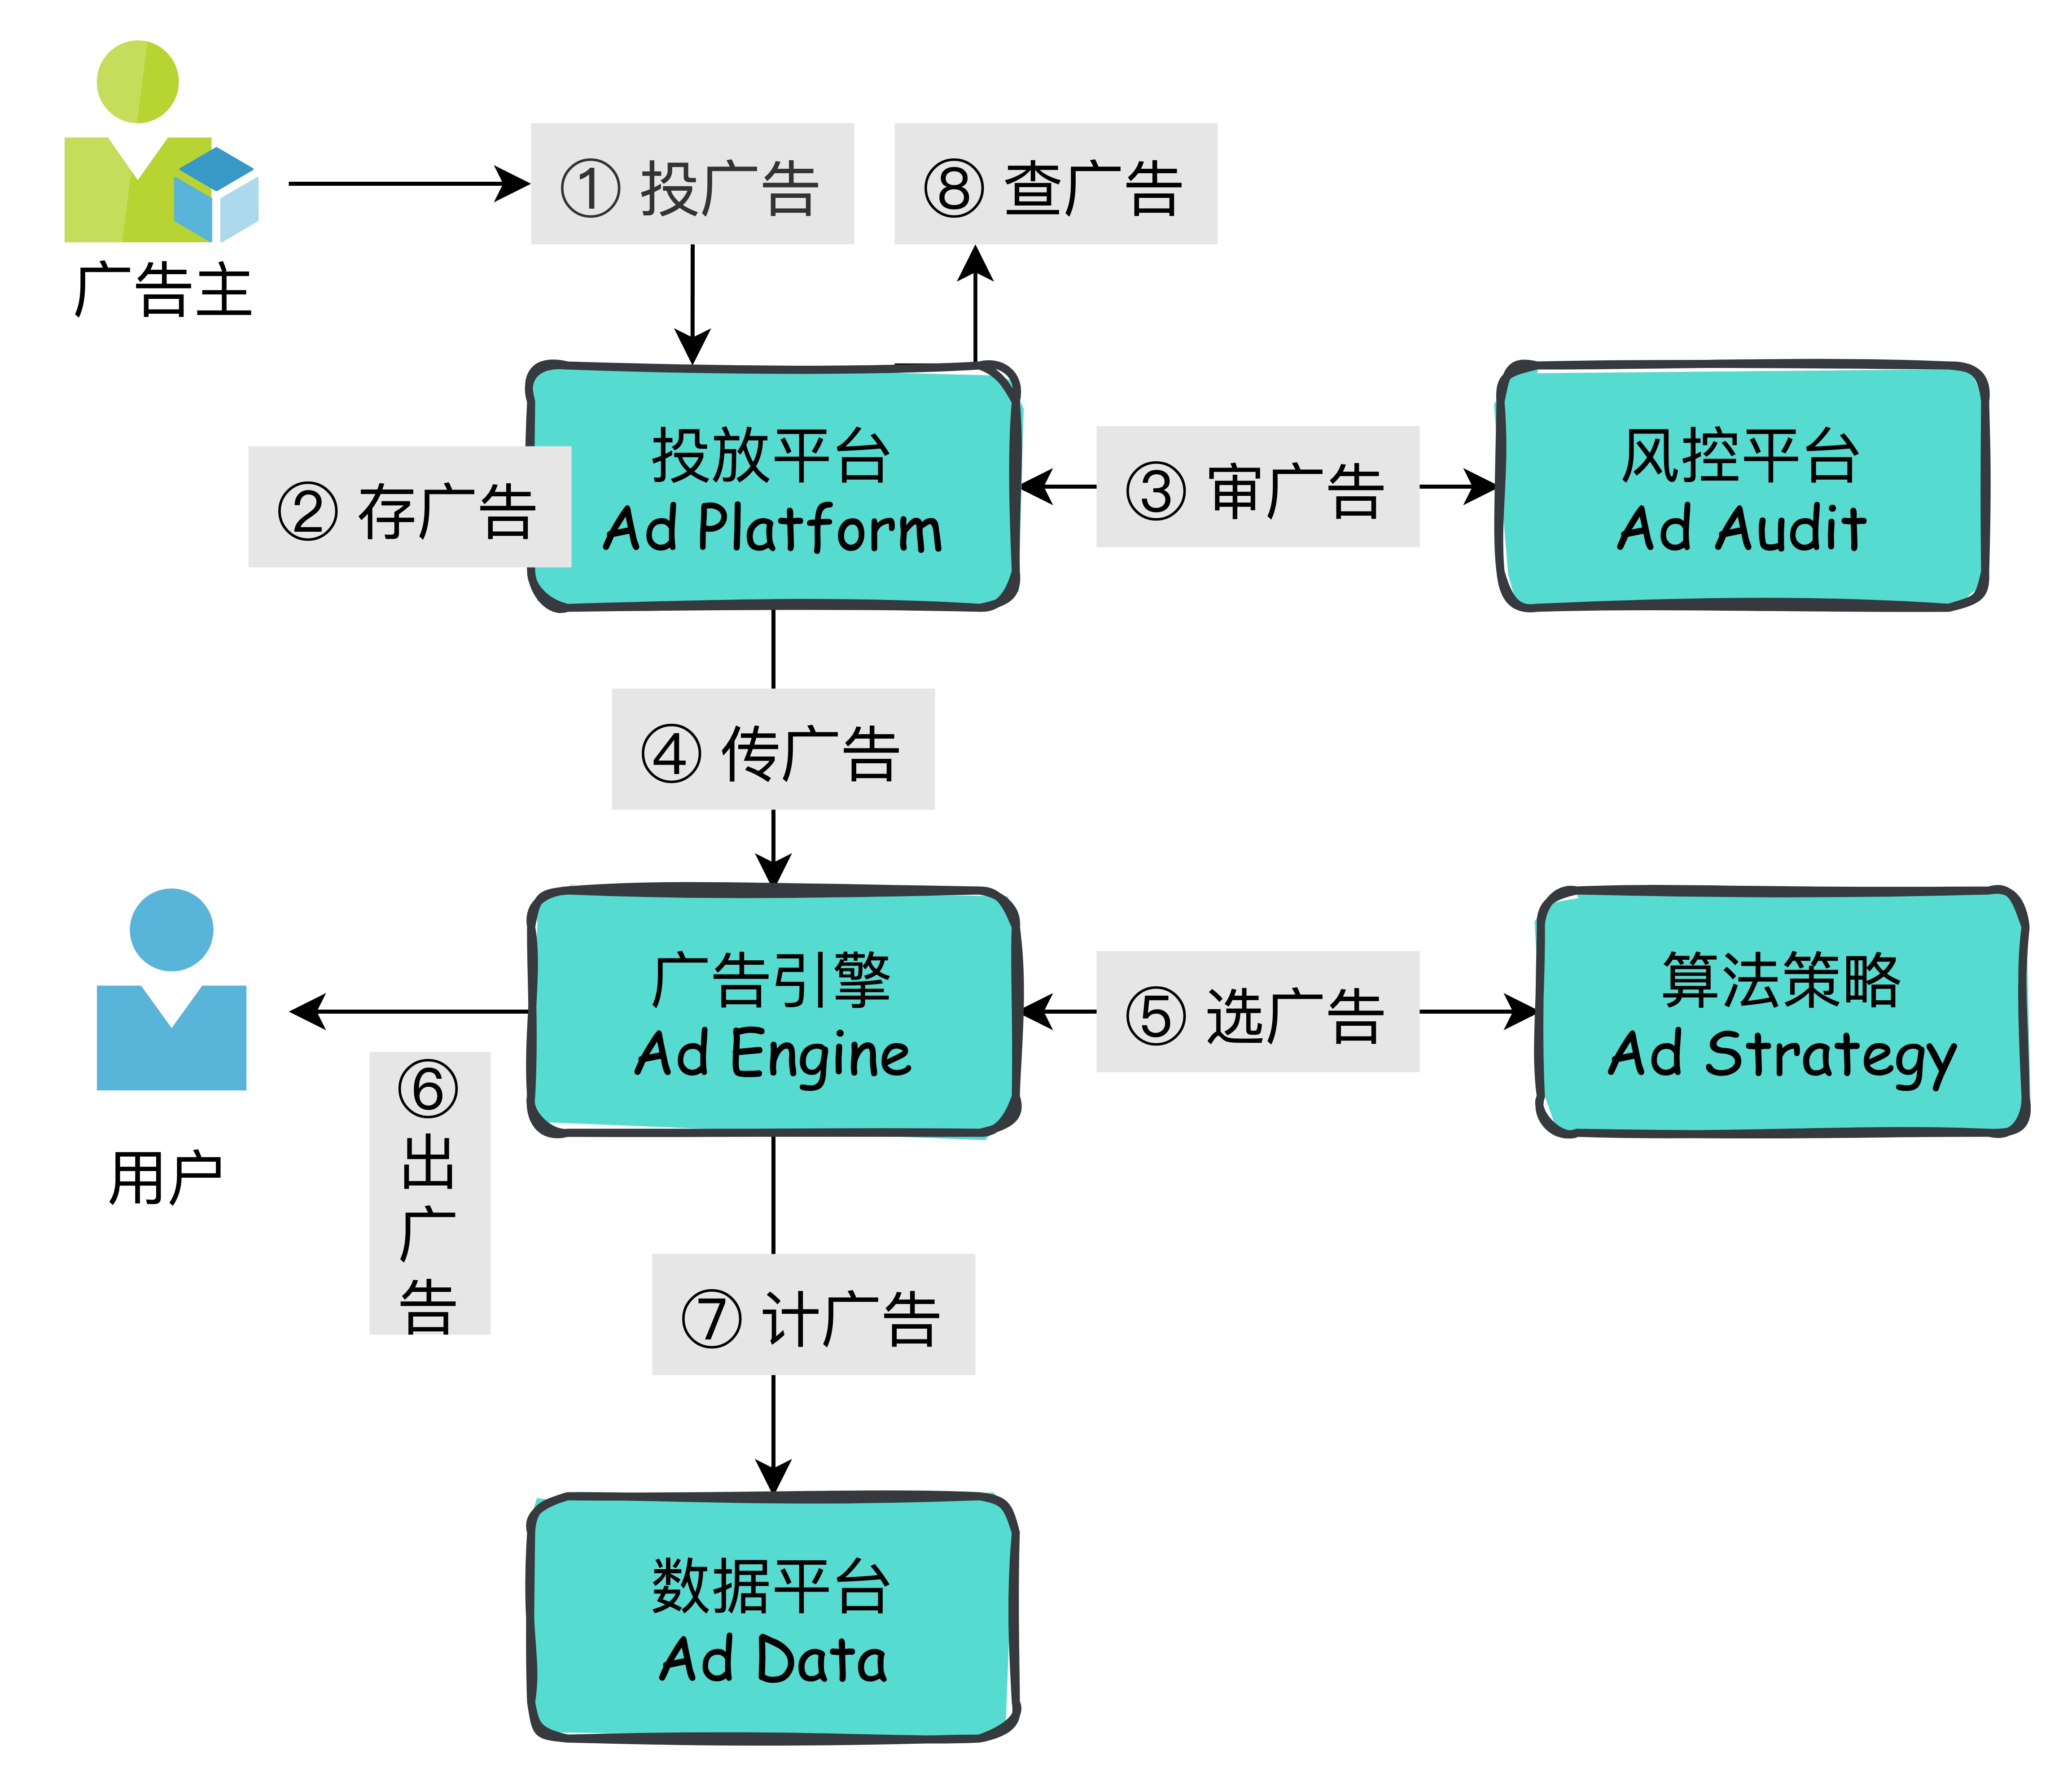 ① 投广告
⑧ 查广告
广告主
投放平台
Ad Platform
② 存广告
③ 审广告
风控平台
Ad Audit
④ 传广告
广告引擎
Ad Engine
⑤ 选广告
算法策略
Ad Strategy
用户
⑥
出
广
告
⑦ 计广告
数据平台
Ad Data